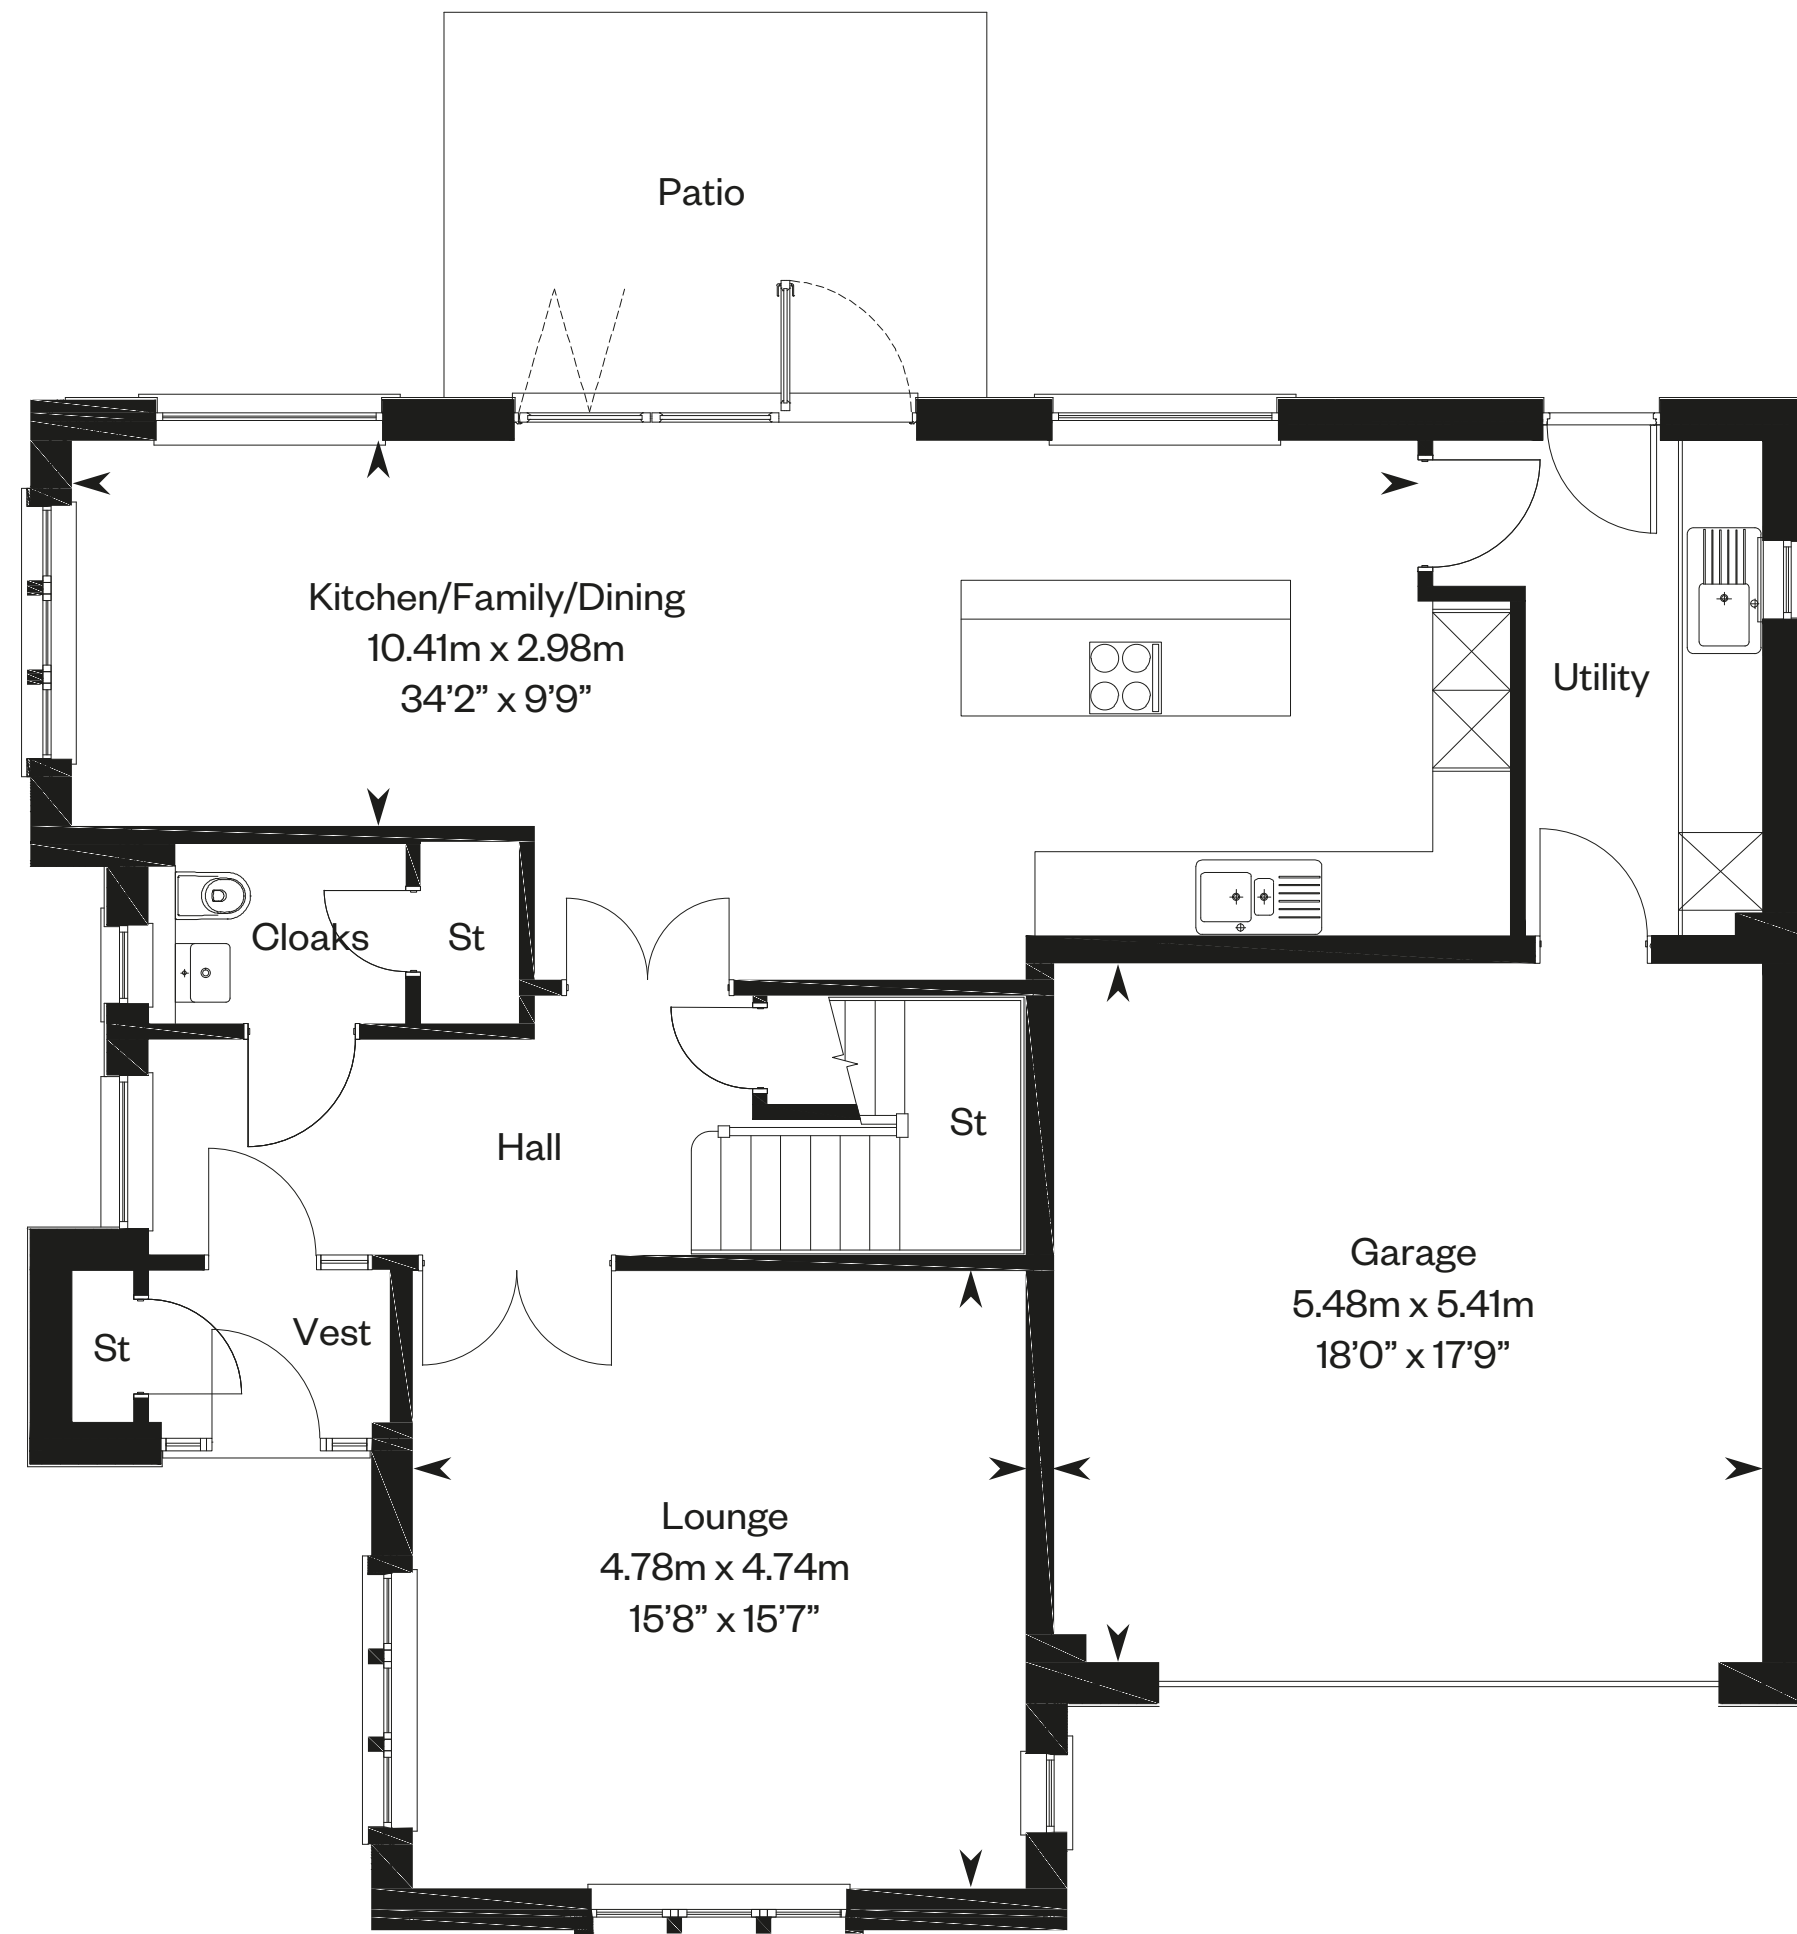 Patio
Kitchen/Family/Dining
10.41m x 2.98m
34’2” x 9’9”
Utility
Cloaks
St
St
Hall
Garage
5.48m x 5.41m
18’0” x 17’9”
Vest
St
Lounge
4.78m x 4.74m
15’8” x 15’7”